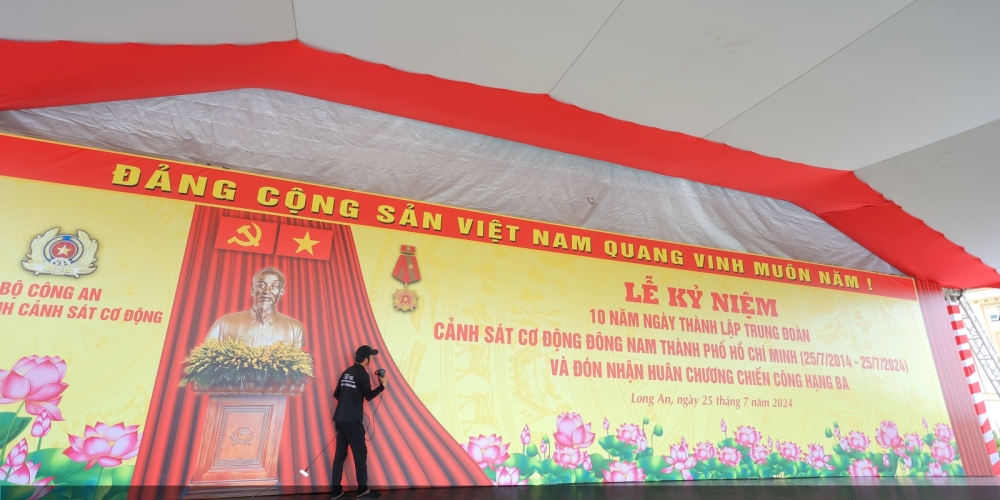 ĐẢNG CỘNG SẢN VIỆT NAM QUANG VINH MUÔN NĂM !
BỘ CÔNG AN
CẢNH SÁT CƠ ĐỘNG
LỄ KỶ NIỆM
10 NĂM NGÀY THÀNH LẬP TRUNG ĐOÀN
CẢNH SÁT CƠ ĐỘNG ĐÔNG NAM THÀNH PHỐ HỒ CHÍ MINH (25/7/2014 - 25/7/2024)
VÀ ĐÓN NHẬN HUÂN CHƯƠNG CHIẾN CÔNG HẠNG BA
Long An, ngày 25 tháng 7 năm 2024